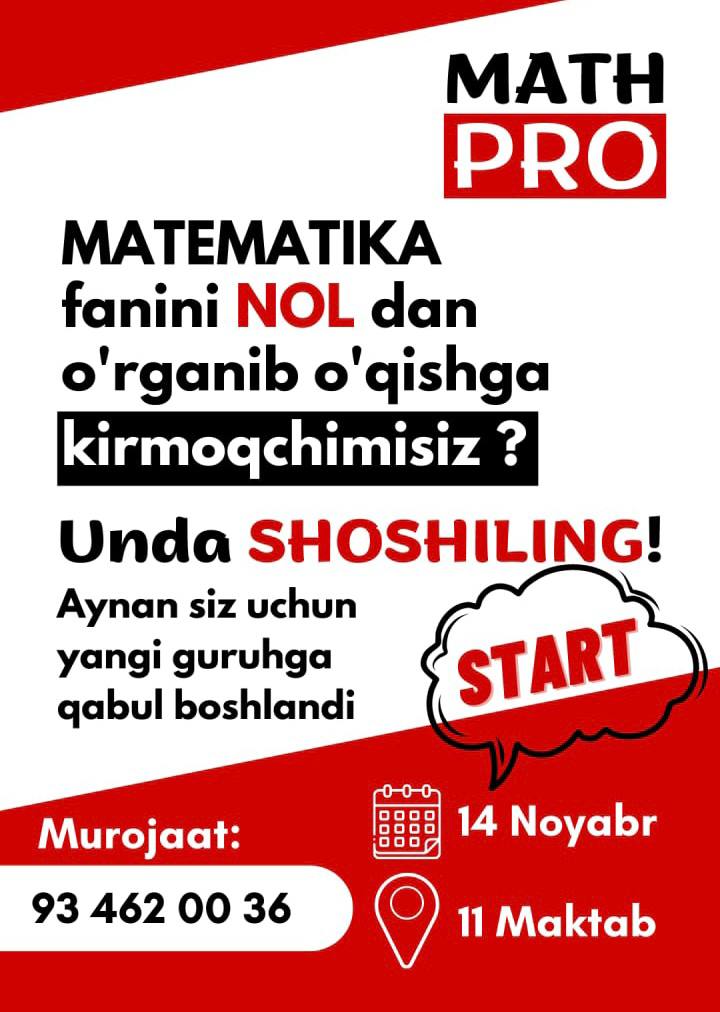 MATH
PRO
MATEMATIKA
fanini NOL dan
o'rganib o'qishga
kirmoqchimisiz ?
Unda SHOSHILING!
Aynan siz uchun
yangi guruhga
qabul boshlandi
START
Murojaat:
93 462 00 36
14 Noyabr
11 Maktab